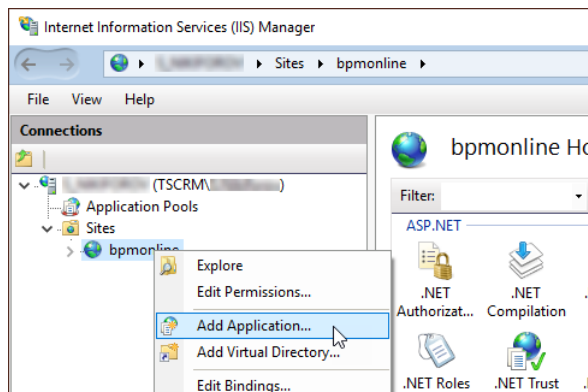 Internet Information Services (IIS) Manager
Sites bpmonline
File View Help
Connections
(TSCRM\ )
Application Pools
Sites
bpmonline
Explore
Edit Permissions...
Add Application...
Add Virtual Directory...
Edit Bindings...
bpmonline Ho
Filter:
ASP.NET
.NET Authorizat...
.NET Compilation
.NET Roles
.NET Trust